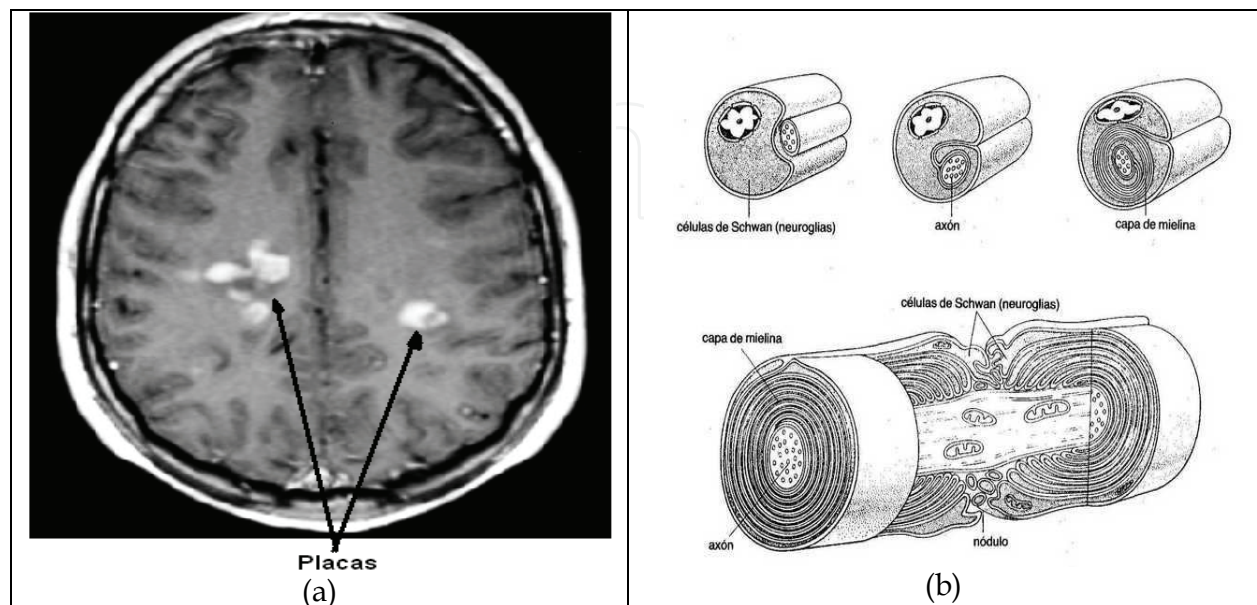 Placas
(a)
células de Schwan (neuroglias)
axón
capa de mielina
células de Schwan (neuroglias)
capa de mielina
axón
nódulo
(b)